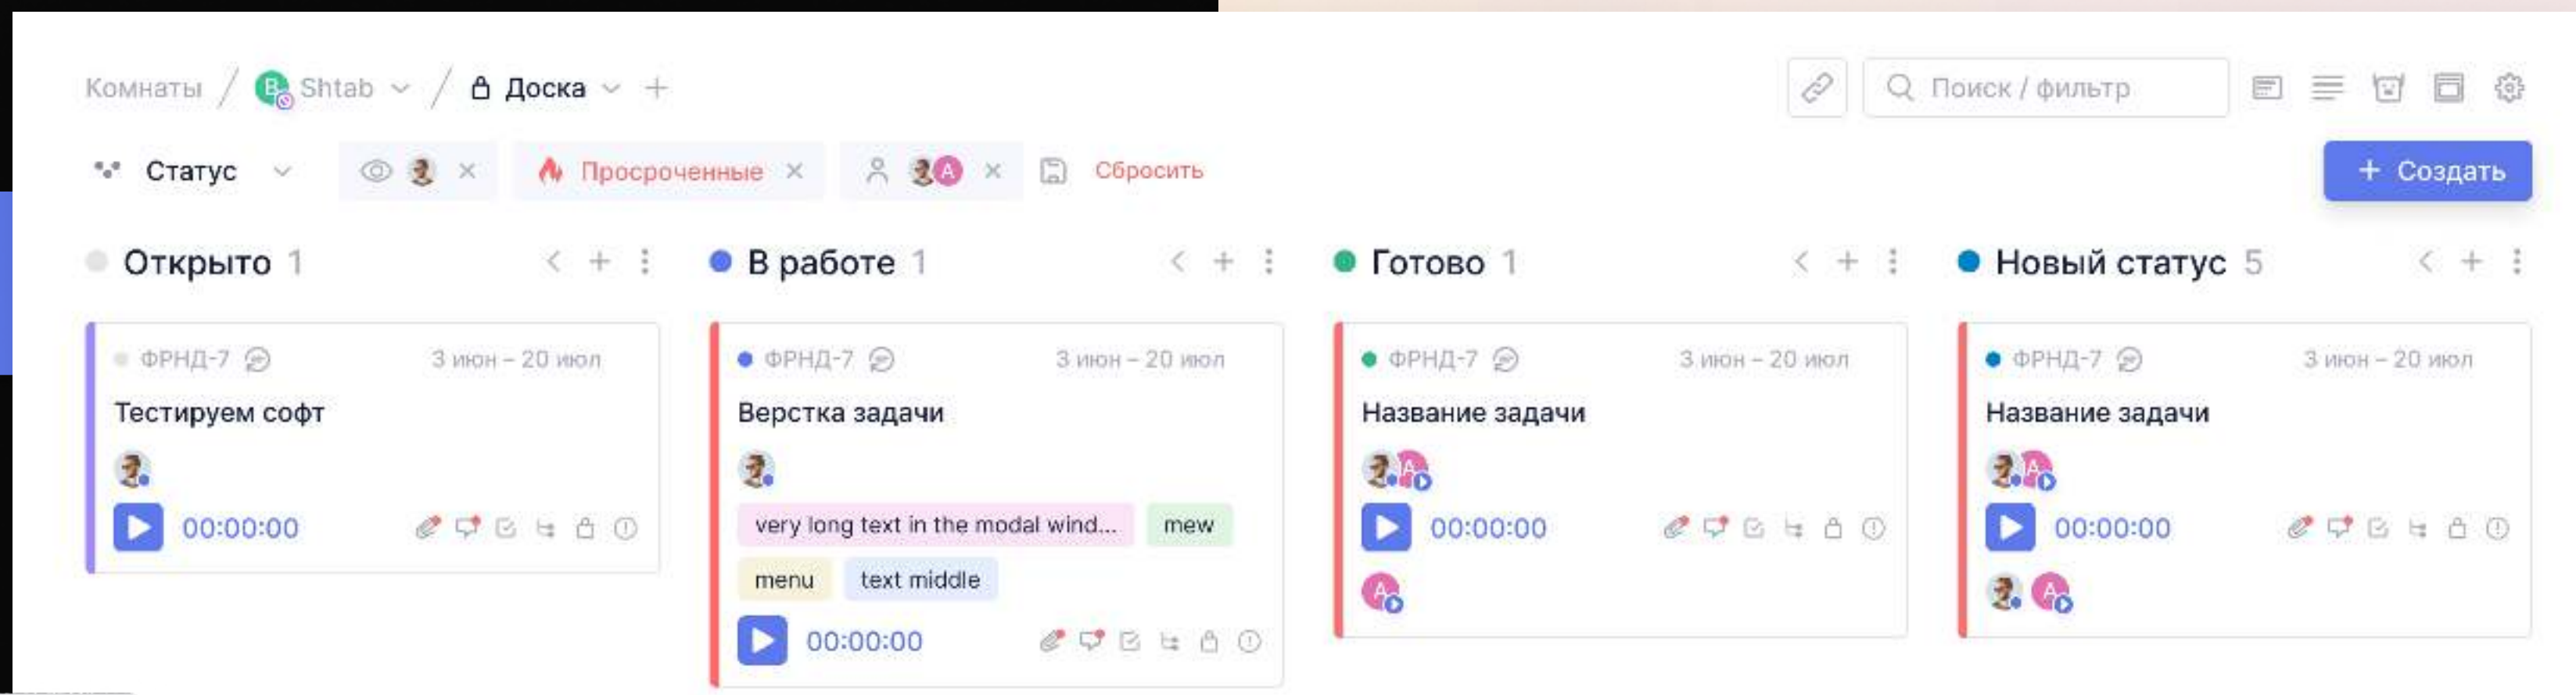 Комнаты / Shtab / Доска
Поиск / фильтр
Статус
Просроченные
A
Сбросить
+ Создать
Открыто 1
В работе 1
Готово 1
Новый статус 5
ФРНД-7 3 июн – 20 июл
Тестируем софт
00:00:00
ФРНД-7 3 июн – 20 июл
Верстка задачи
very long text in the modal wind... mew
menu text middle
00:00:00
ФРНД-7 3 июн – 20 июл
Название задачи
A
00:00:00
A
ФРНД-7 3 июн – 20 июл
Название задачи
A
00:00:00
A